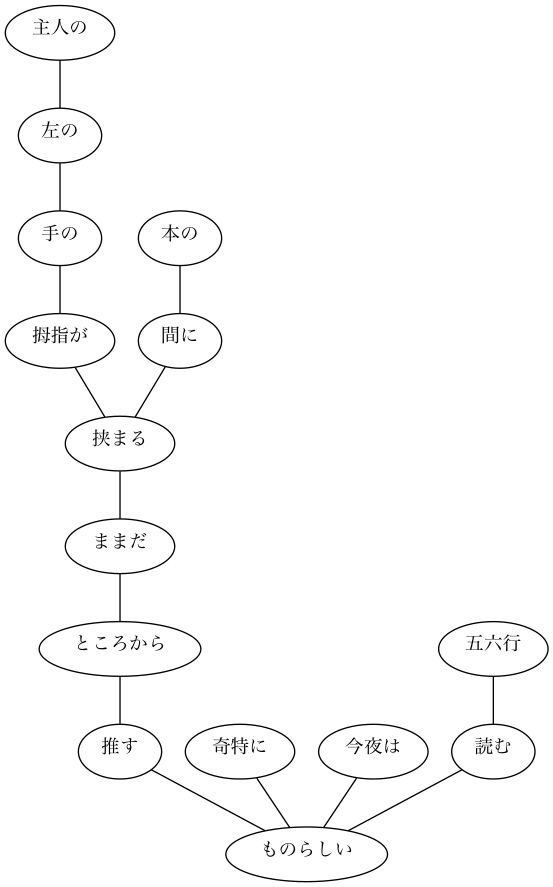 主人の
左の
手の
本の
拇指が
間に
挟まる
ままだ
ところから
五六行
推す
奇特に
今夜は
読む
ものらしい